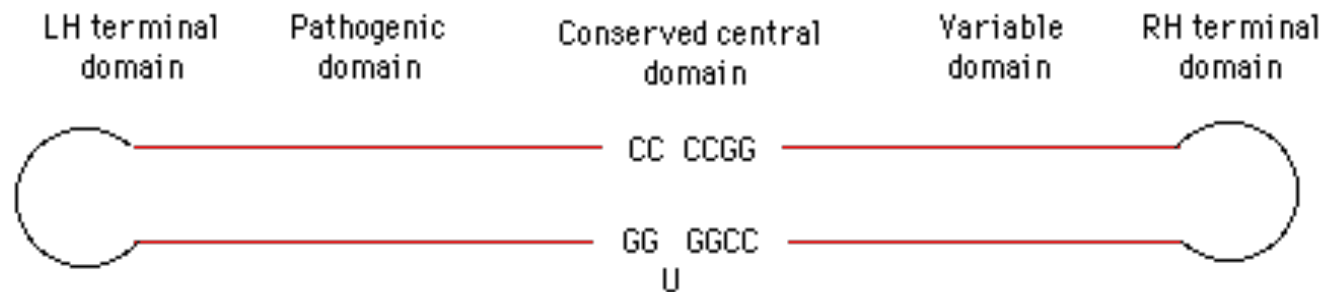 LH terminal
domain
Pathogenic
domain
Conserved central
domain
Variable
domain
RH terminal
domain
CC CCGG
GG GGCC
U